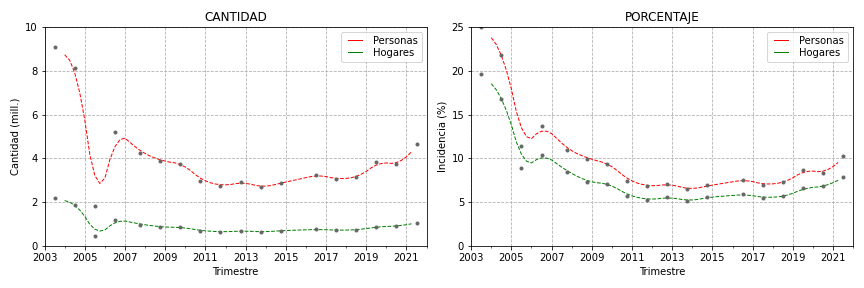 CANTIDAD
Cantidad (mill.)
10
8
6
4
2
0
Personas
Hogares
2003 2005 2007 2009 2011 2013 2015 2017 2019 2021
Trimestre
PORCENTAJE
Incidencia (%)
25
20
15
10
5
0
Personas
Hogares
2003 2005 2007 2009 2011 2013 2015 2017 2019 2021
Trimestre